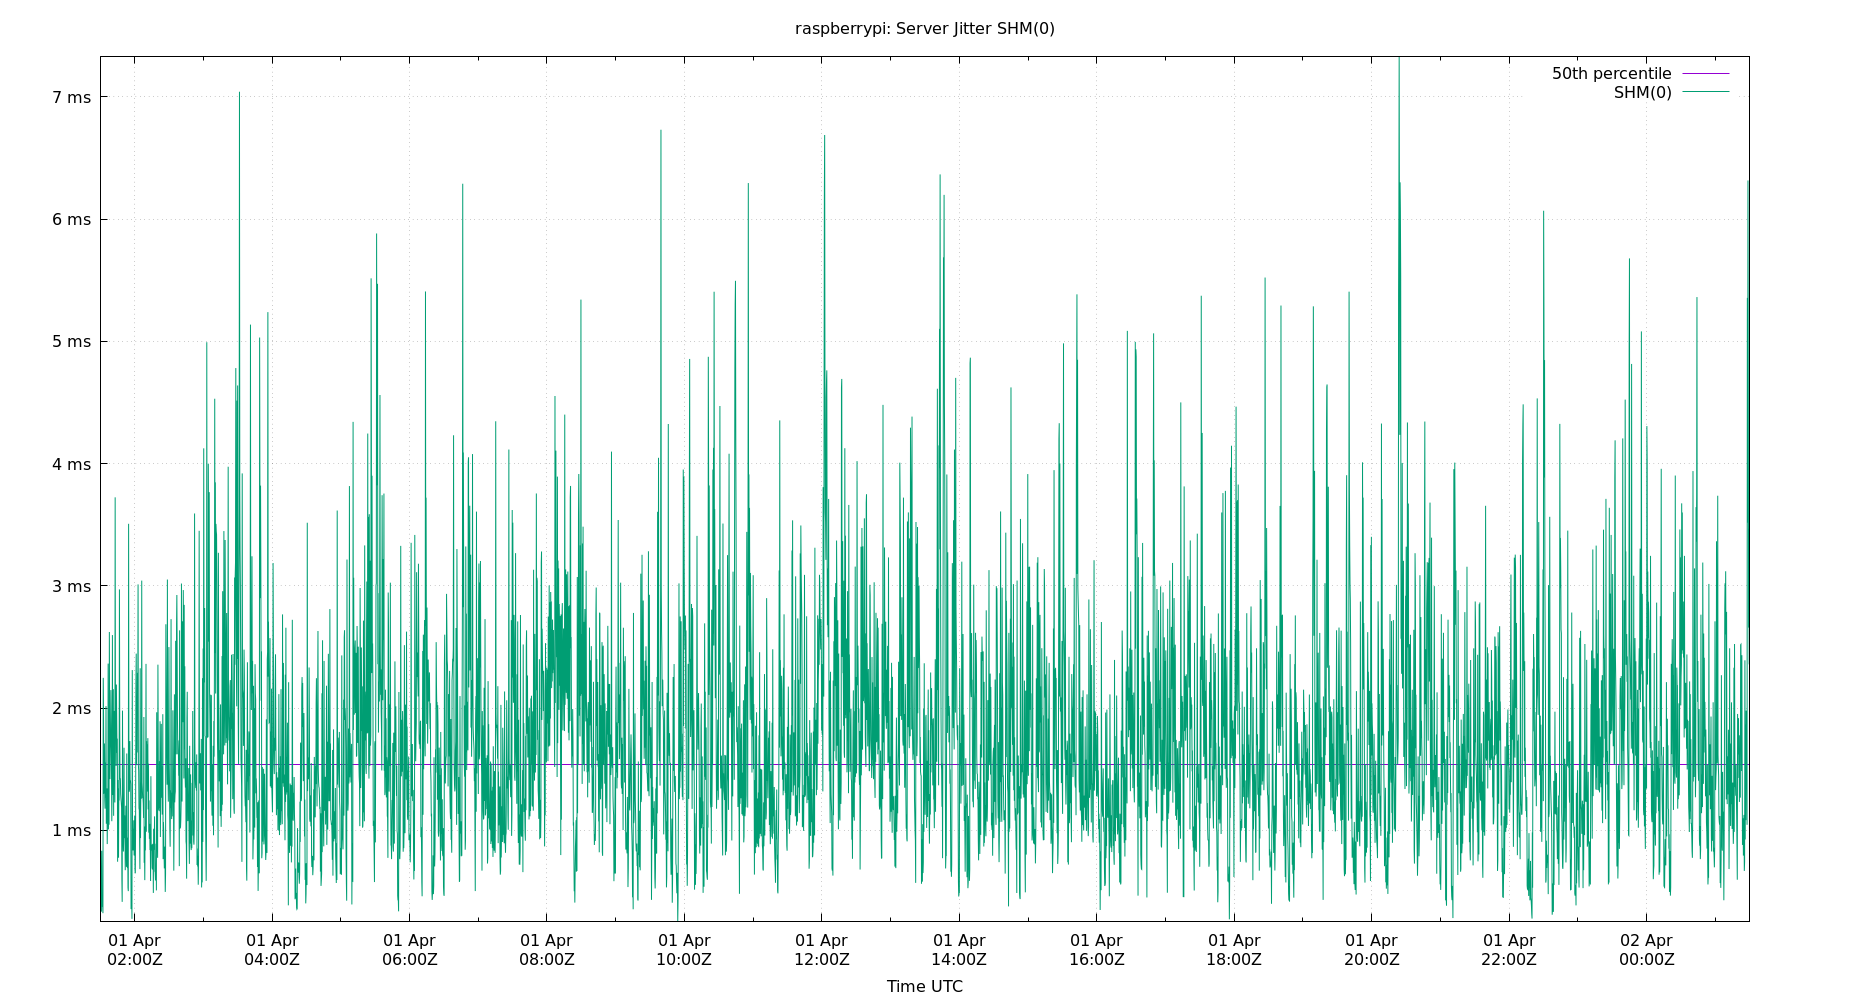 raspberrypi: Server Jitter SHM(0)
50th percentile
SHM(0)
7 ms
6 ms
5 ms
4 ms
3 ms
2 ms
1 ms
01 Apr 01 Apr 01 Apr 01 Apr 01 Apr 01 Apr 01 Apr 01 Apr 01 Apr 01 Apr 01 Apr 02 Apr
02:00Z 04:00Z 06:00Z 08:00Z 10:00Z 12:00Z 14:00Z 16:00Z 18:00Z 20:00Z 22:00Z 00:00Z
Time UTC